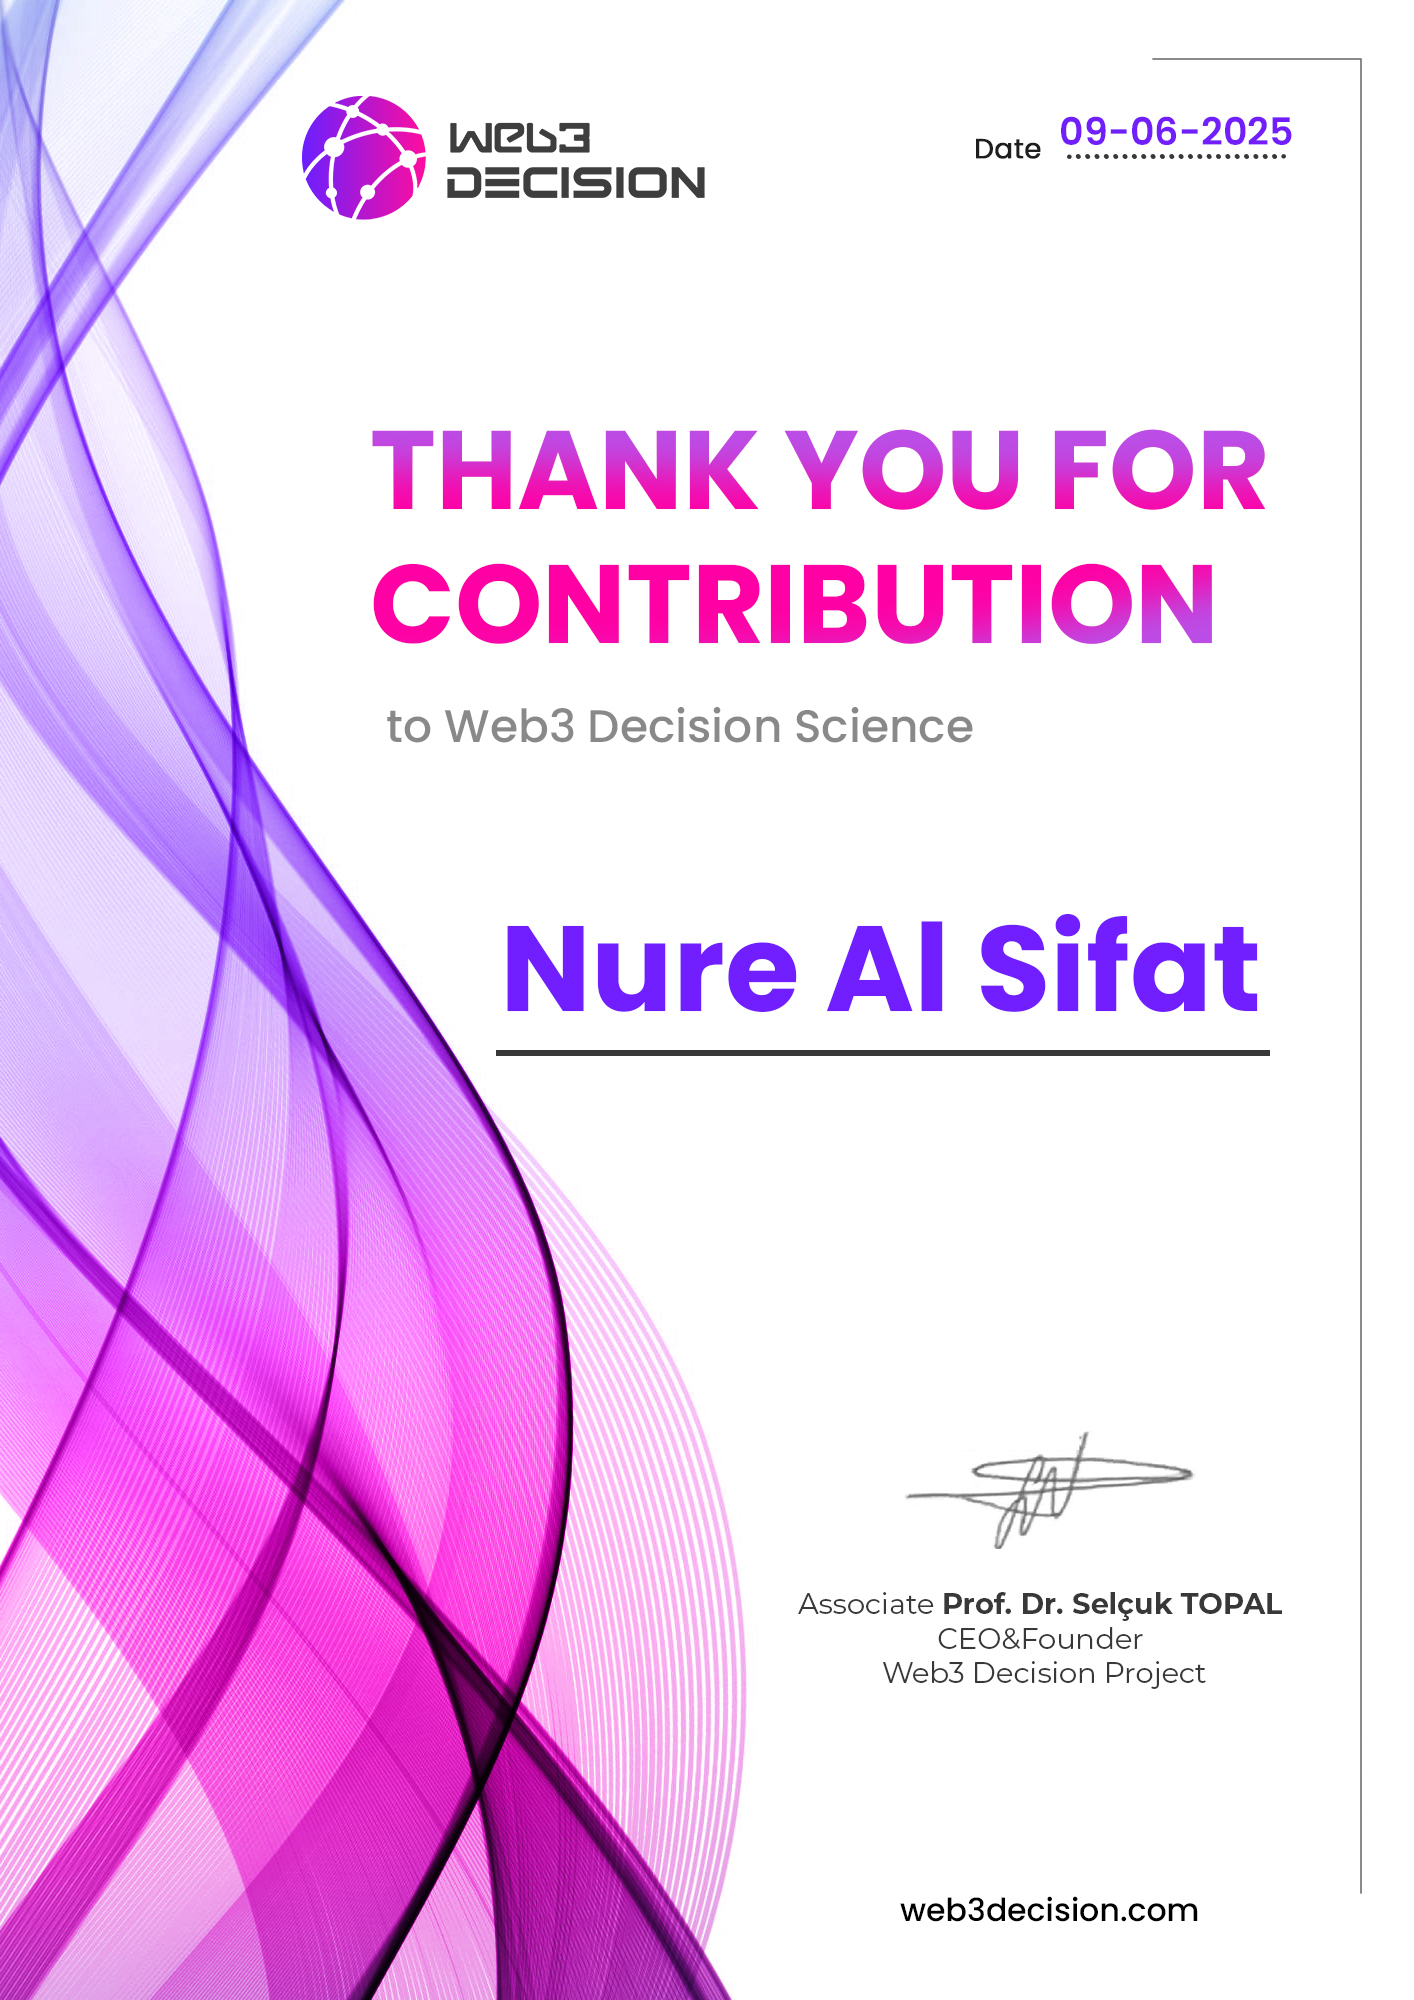 Web3
DECISION
Date 09-06-2025
THANK YOU FOR
CONTRIBUTION
to Web3 Decision Science
Nure Al Sifat
Associate Prof. Dr. Selçuk TOPAL
CEO&Founder
Web3 Decision Project
web3decision.com